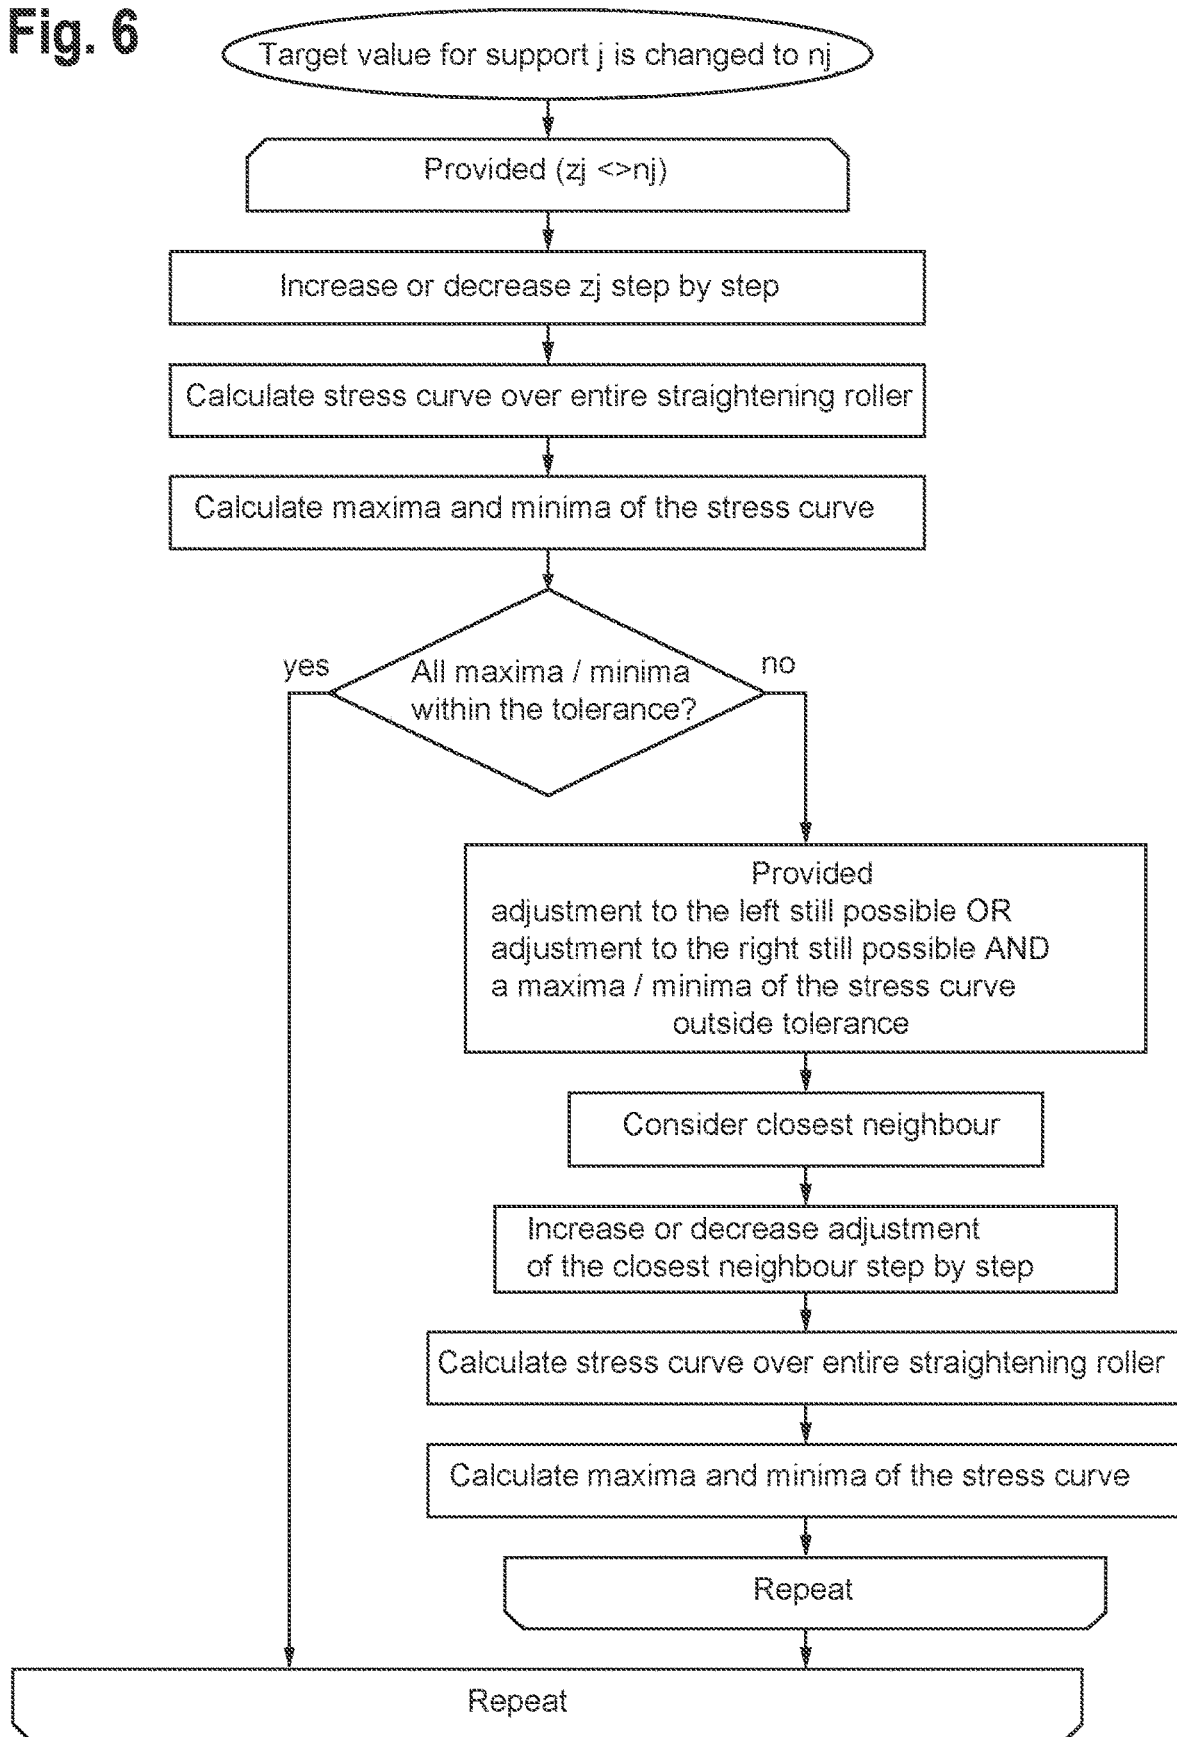 Fig. 6
Target value for support j is changed to nj
Provided (zj <>nj)
Increase or decrease zj step by step
Calculate stress curve over entire straightening roller
Calculate maxima and minima of the stress curve
yes
All maxima / minima
within the tolerance?
no
Provided
adjustment to the left still possible OR
adjustment to the right still possible AND
a maxima / minima of the stress curve
outside tolerance
Consider closest neighbour
Increase or decrease adjustment
of the closest neighbour step by step
Calculate stress curve over entire straightening roller
Calculate maxima and minima of the stress curve
Repeat
Repeat